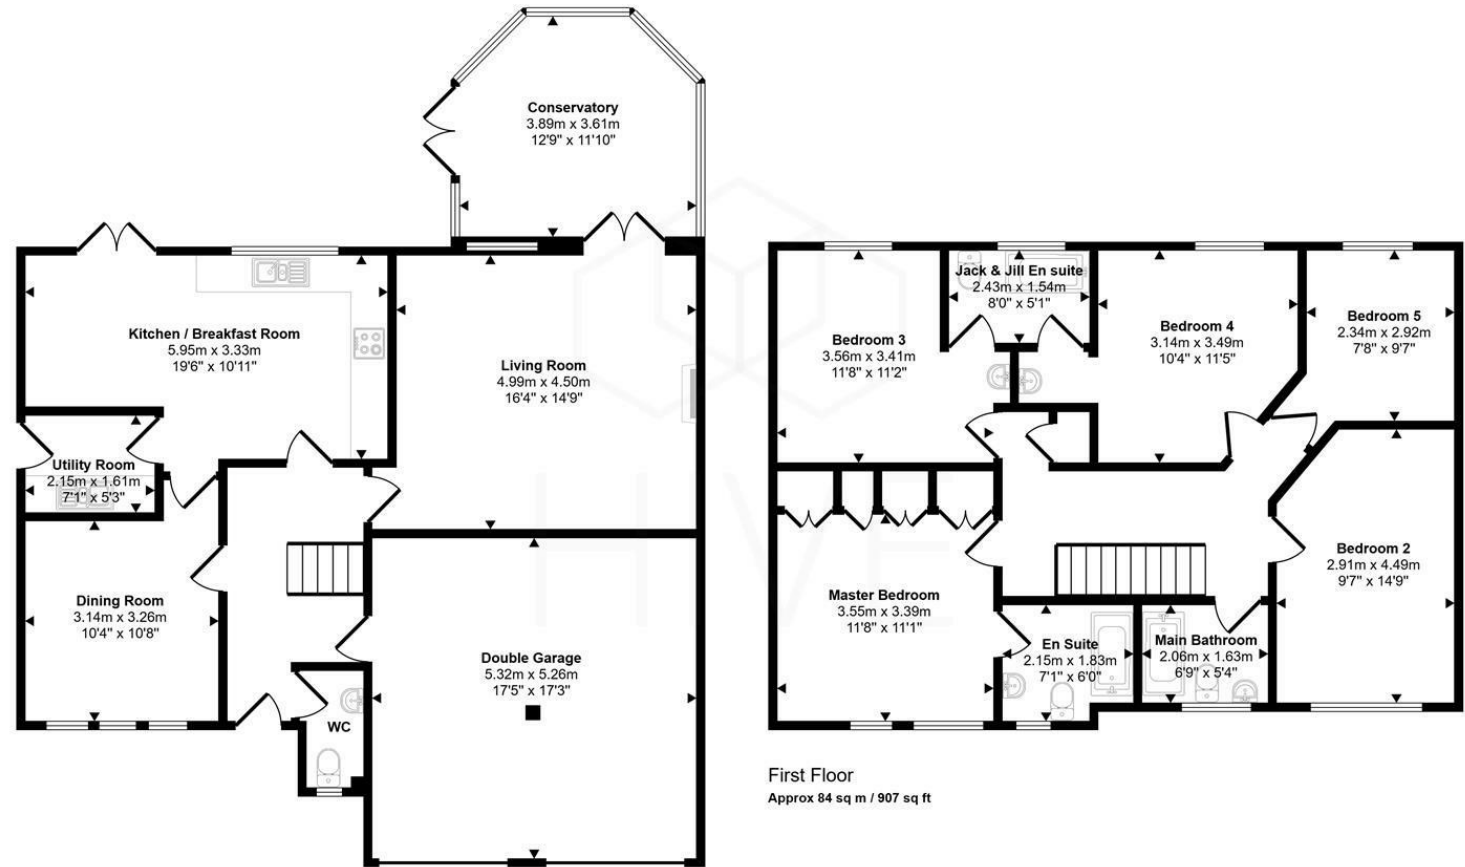 Conservatory
3.89m x 3.61m
12'9" x 11'10"
Kitchen / Breakfast Room
5.95m x 3.33m
19'6" x 10'11"
Living Room
4.99m x 4.50m
16'4" x 14'9"
Utility Room
2.15m x 1.61m
7'1" x 5'3"
Dining Room
3.14m x 3.26m
10'4" x 10'8"
Double Garage
5.32m x 5.26m
17'5" x 17'3"
WC
Jack & Jill En suite
2.43m x 1.54m
8'0" x 5'1"
Bedroom 3
3.56m x 3.41m
11'8" x 11'2"
Bedroom 4
3.14m x 3.49m
10'4" x 11'5"
Bedroom 5
2.34m x 2.92m
7'8" x 9'7"
Master Bedroom
3.55m x 3.39m
11'8" x 11'1"
Bedroom 2
2.91m x 4.49m
9'7" x 14'9"
En Suite
2.15m x 1.83m
7'1" x 6'0"
Main Bathroom
2.06m x 1.63m
6'9" x 5'4"
First Floor
Approx 84 sq m / 907 sq ft
HVE